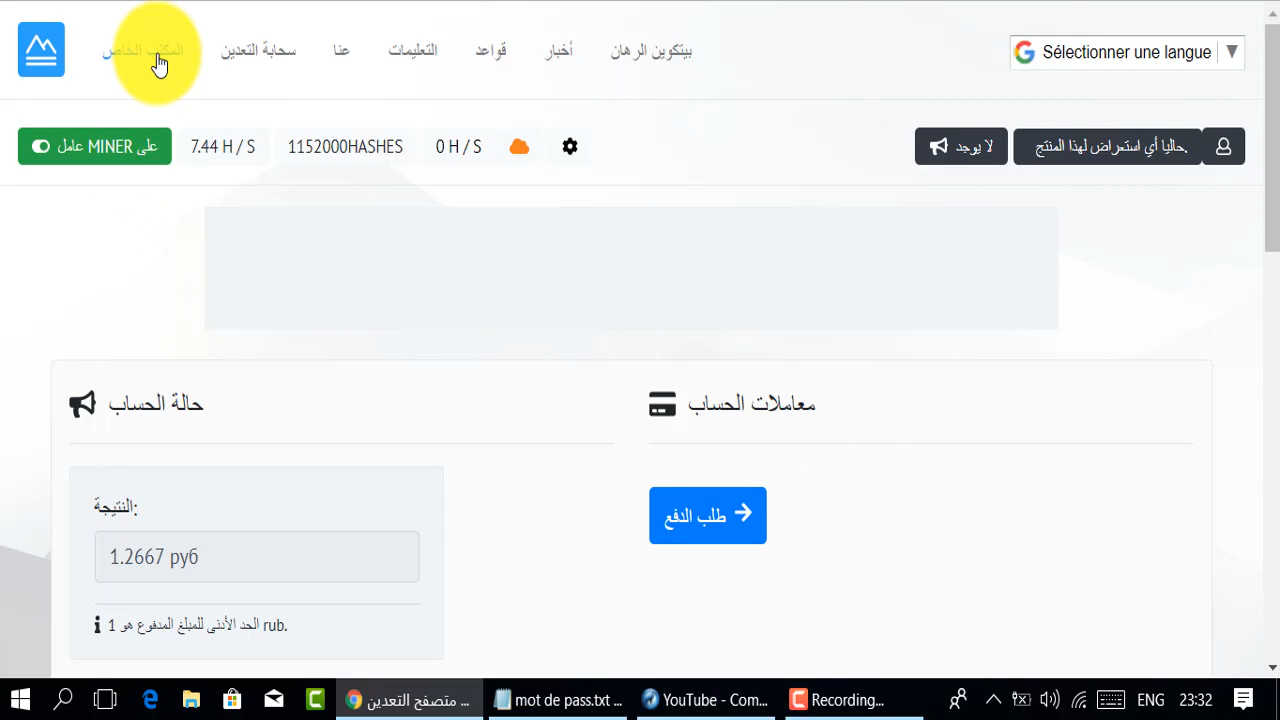 المكتب الخاص
سحابة التعدين
عنا
التعليمات
قواعد
أخبار
بيتكوين الرهان
Sélectionner une langue
على MINER عامل
7.44 H / S
1152000HASHES
0 H / S
لا يوجد
حاليا أي استعراض لهذا المنتج.
حالة الحساب
معاملات الحساب
النتيجة:
1.2667 руб
طلب الدفع
الحد الأدنى للمبلغ المدفوع هو 1 rub.
متصفح التعدين ...
mot de pass.txt ...
YouTube - Com...
Recording...
ENG
23:32